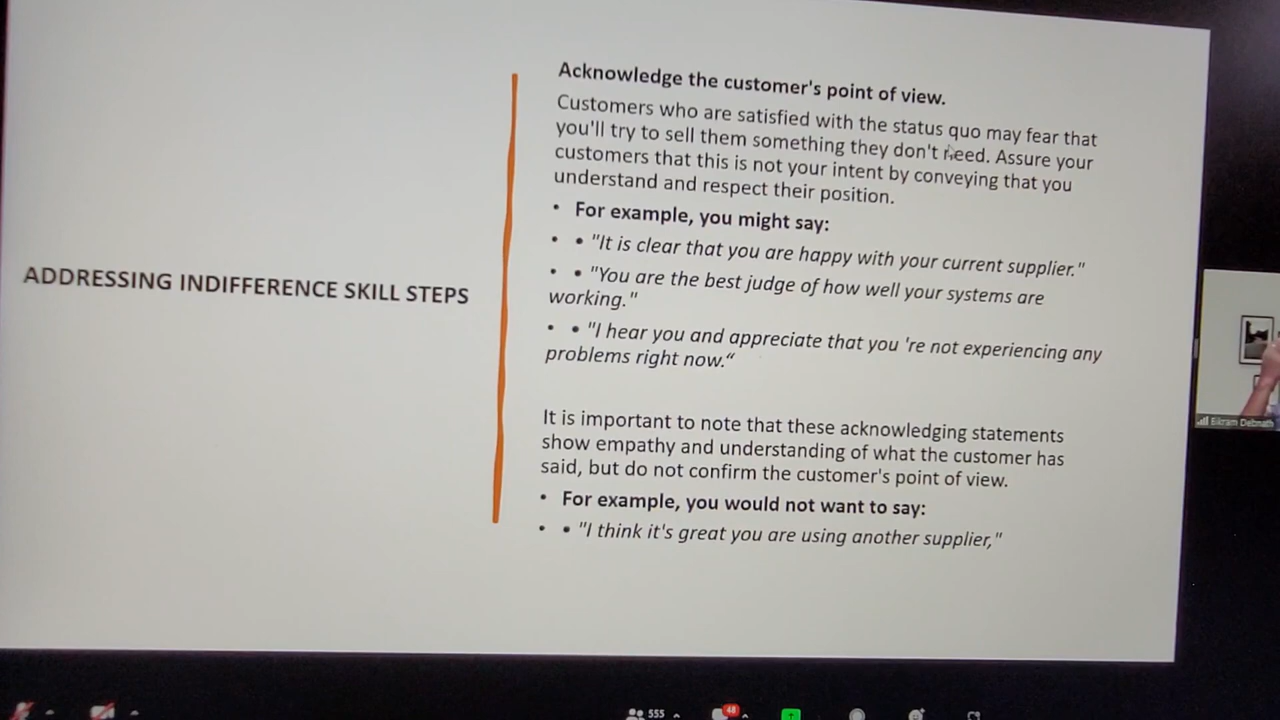 ADDRESSING INDIFFERENCE SKILL STEPS
Acknowledge the customer's point of view.
Customers who are satisfied with the status quo may fear that
you'll try to sell them something they don't need. Assure your
customers that this is not your intent by conveying that you
understand and respect their position.
• For example, you might say:
• • "It is clear that you are happy with your current supplier."
• • "You are the best judge of how well your systems are
working."
• • "I hear you and appreciate that you 're not experiencing any
problems right now.“
It is important to note that these acknowledging statements
show empathy and understanding of what the customer has
said, but do not confirm the customer's point of view.
• For example, you would not want to say:
• • "I think it's great you are using another supplier,"
Bikram Debnath
555
48